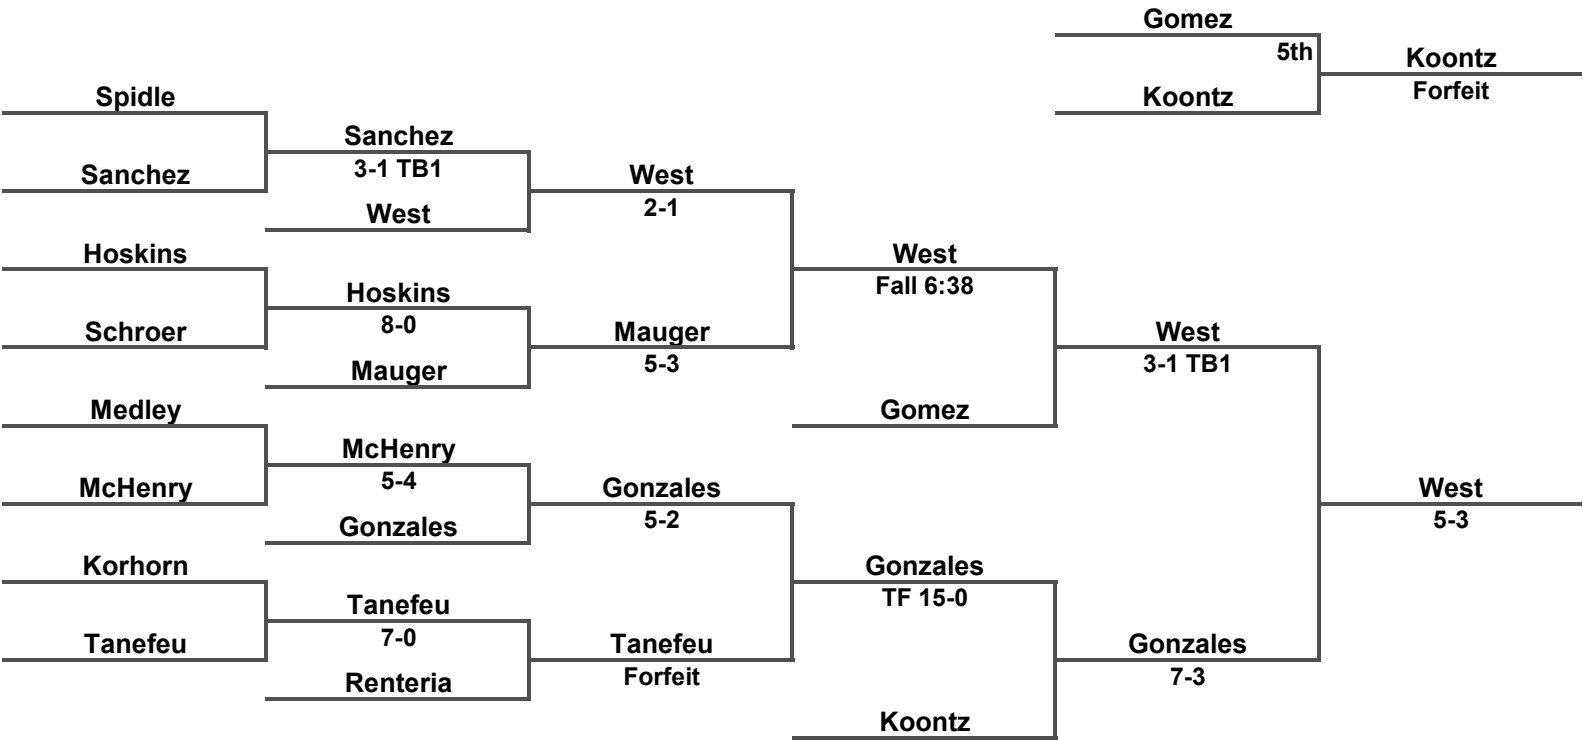 Gomez
5th
Koontz
Koontz
Forfeit
Spidle
Sanchez
Hoskins
Schroer
Medley
McHenry
Korhorn
Tanefeu
Sanchez
3-1 TB1
West
Hoskins
8-0
Mauger
McHenry
5-4
Gonzales
Tanefeu
7-0
Renteria
West
2-1
Mauger
5-3
Gonzales
5-2
Tanefeu
Forfeit
West
Fall 6:38
Gomez
Gonzales
TF 15-0
Koontz
West
3-1 TB1
Gonzales
7-3
West
5-3